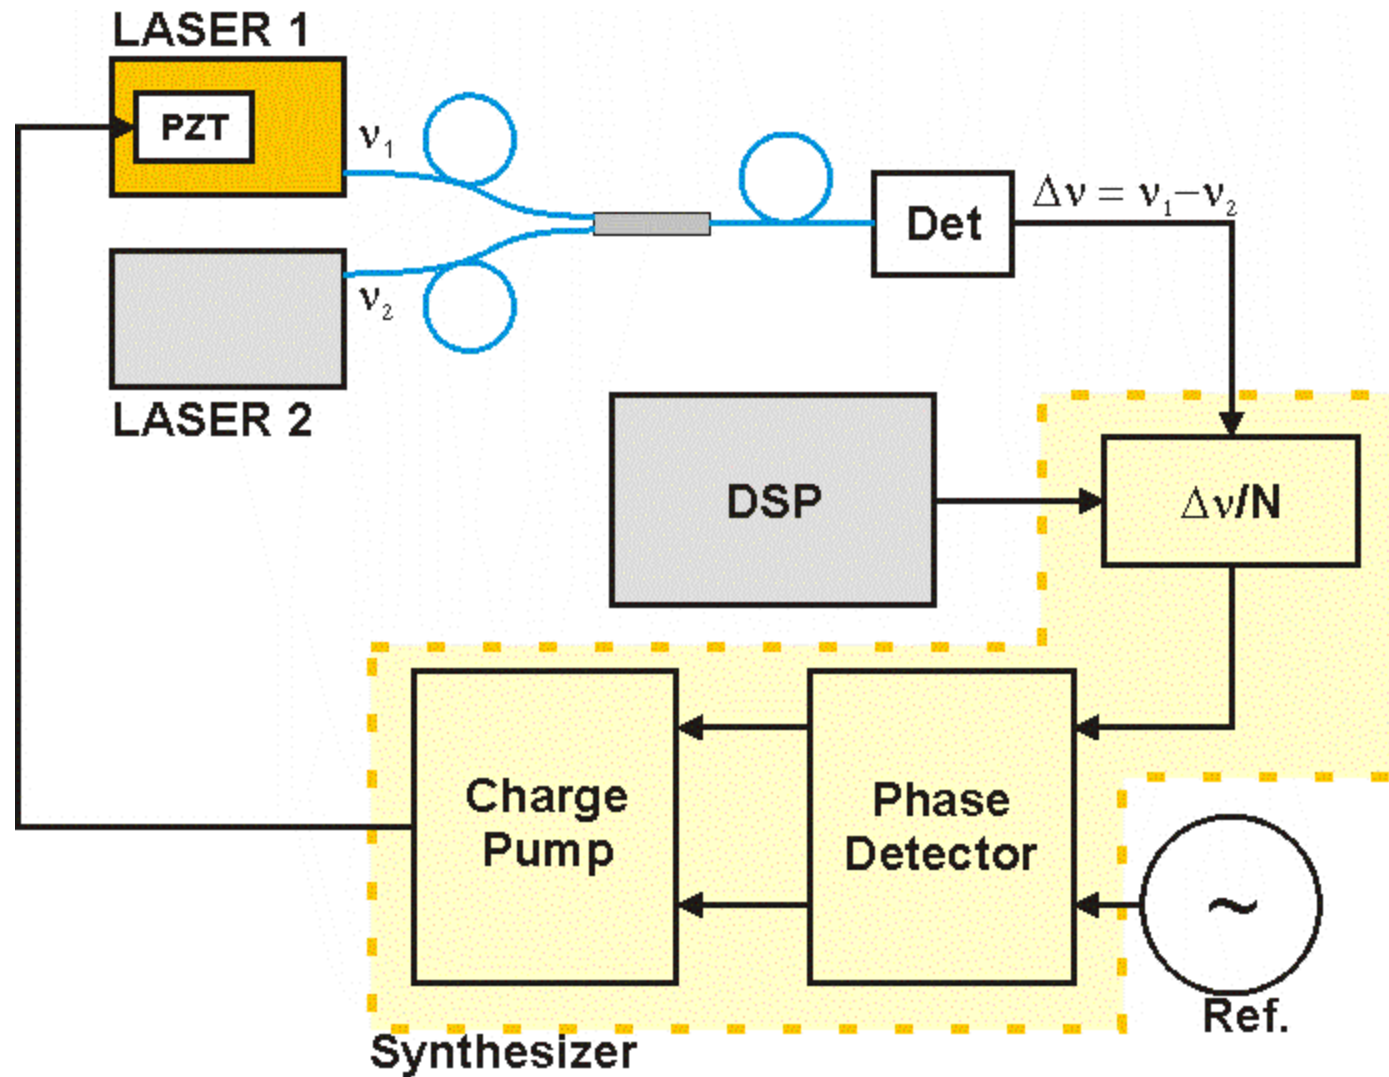 LASER 1
PZT
ν₁
Det
Δν = ν₁−ν₂
ν₂
LASER 2
DSP
Δν/N
Charge
Pump
Phase
Detector
~
Ref.
Synthesizer